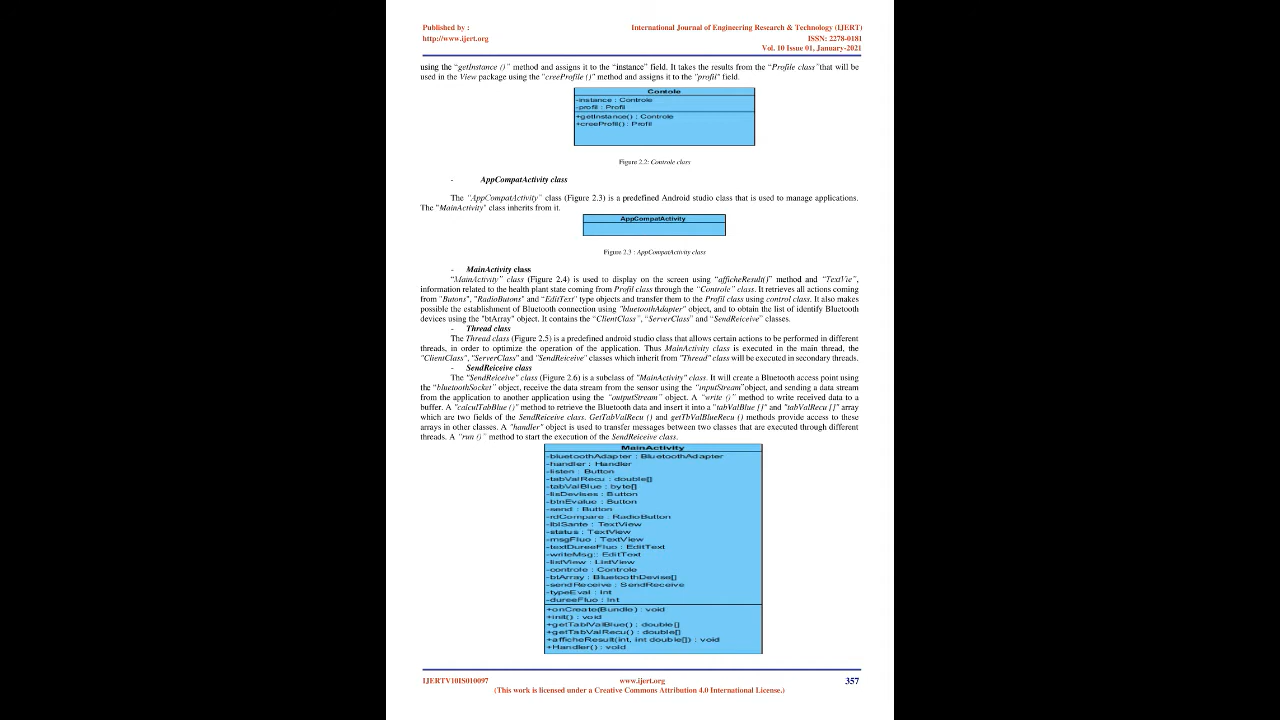 Published by :
International Journal of Engineering Research & Technology (IJERT)
http://www.ijert.org
ISSN: 2278-0181
Vol. 10 Issue 01, January-2021
using the “getInstance ()” method and assigns it to the “instance” field. It takes the results from the “Profile class”that will be
used in the View package using the "creeProfile ()" method and assigns it to the "profil" field.
Contole
-instance : Controle
-profil : Profil
+getInstance() : Controle
+creeProfil() : Profil
Figure 2.2: Controle class
- AppCompatActivity class
The “AppCompatActivity” class (Figure 2.3) is a predefined Android studio class that is used to manage applications.
The "MainActivity" class inherits from it.
AppCompatActivity
Figure 2.3 : AppCompatActivity class
- MainActivity class
“MainActivity” class (Figure 2.4) is used to display on the screen using “afficheResult()” method and “TextVie”,
information related to the health plant state coming from Profil class through the “Controle” class. It retrieves all actions coming
from "Butons", "RadioButons" and “EditText" type objects and transfer them to the Profil class using control class. It also makes
possible the establishment of Bluetooth connection using "bluetoothAdapter" object, and to obtain the list of identify Bluetooth
devices using the "btArray" object. It contains the “ClientClass”, “ServerClass” and “SendReiceive” classes.
- Thread class
The Thread class (Figure 2.5) is a predefined android studio class that allows certain actions to be performed in different
threads, in order to optimize the operation of the application. Thus MainActivity class is executed in the main thread, the
"ClientClass", "ServerClass" and "SendReiceive" classes which inherit from "Thread" class will be executed in secondary threads.
- SendReiceive class
The "SendReiceive" class (Figure 2.6) is a subclass of "MainActivity" class. It will create a Bluetooth access point using
the "bluetoothSocket" object, receive the data stream from the sensor using the "inputStream"object, and sending a data stream
from the application to another application using the "outputStream" object. A "write ()" method to write received data to a
buffer. A "calculTabBlue ()" method to retrieve the Bluetooth data and insert it into a "tabValBlue []" and "tabValRecu []" array
which are two fields of the SendReiceive class. GetTabValRecu () and getTbValBlueRecu () methods provide access to these
arrays in other classes. A "handler" object is used to transfer messages between two classes that are executed through different
threads. A "run ()" method to start the execution of the SendReiceive class.
MainActivity
-bluetoothAdapter : BluetoothAdapter
-handler : Handler
-listen : Button
-tabValRecu : double[]
-tabValBlue : byte[]
-lisDevises : Button
-btnEvalue : Button
-send : Button
-rdCompare : RadioButton
-lblSante : TextView
-status : TextView
-msgFluo : TextView
-textDureeFluo : EditText
-writeMsg: : EditText
-listView : ListView
-controle : Controle
-btArray : BluetoothDevise[]
-sendReceive : SendReceive
-typeEval : Int
-dureeFluo : Int
+onCreate(Bundle) : void
+init() : void
+getTablValBlue() : double[]
+getTabValRecu() : double[]
+afficheResult(int, int double[]) : void
+Handler() : void
IJERTV10IS010097
www.ijert.org
357
(This work is licensed under a Creative Commons Attribution 4.0 International License.)